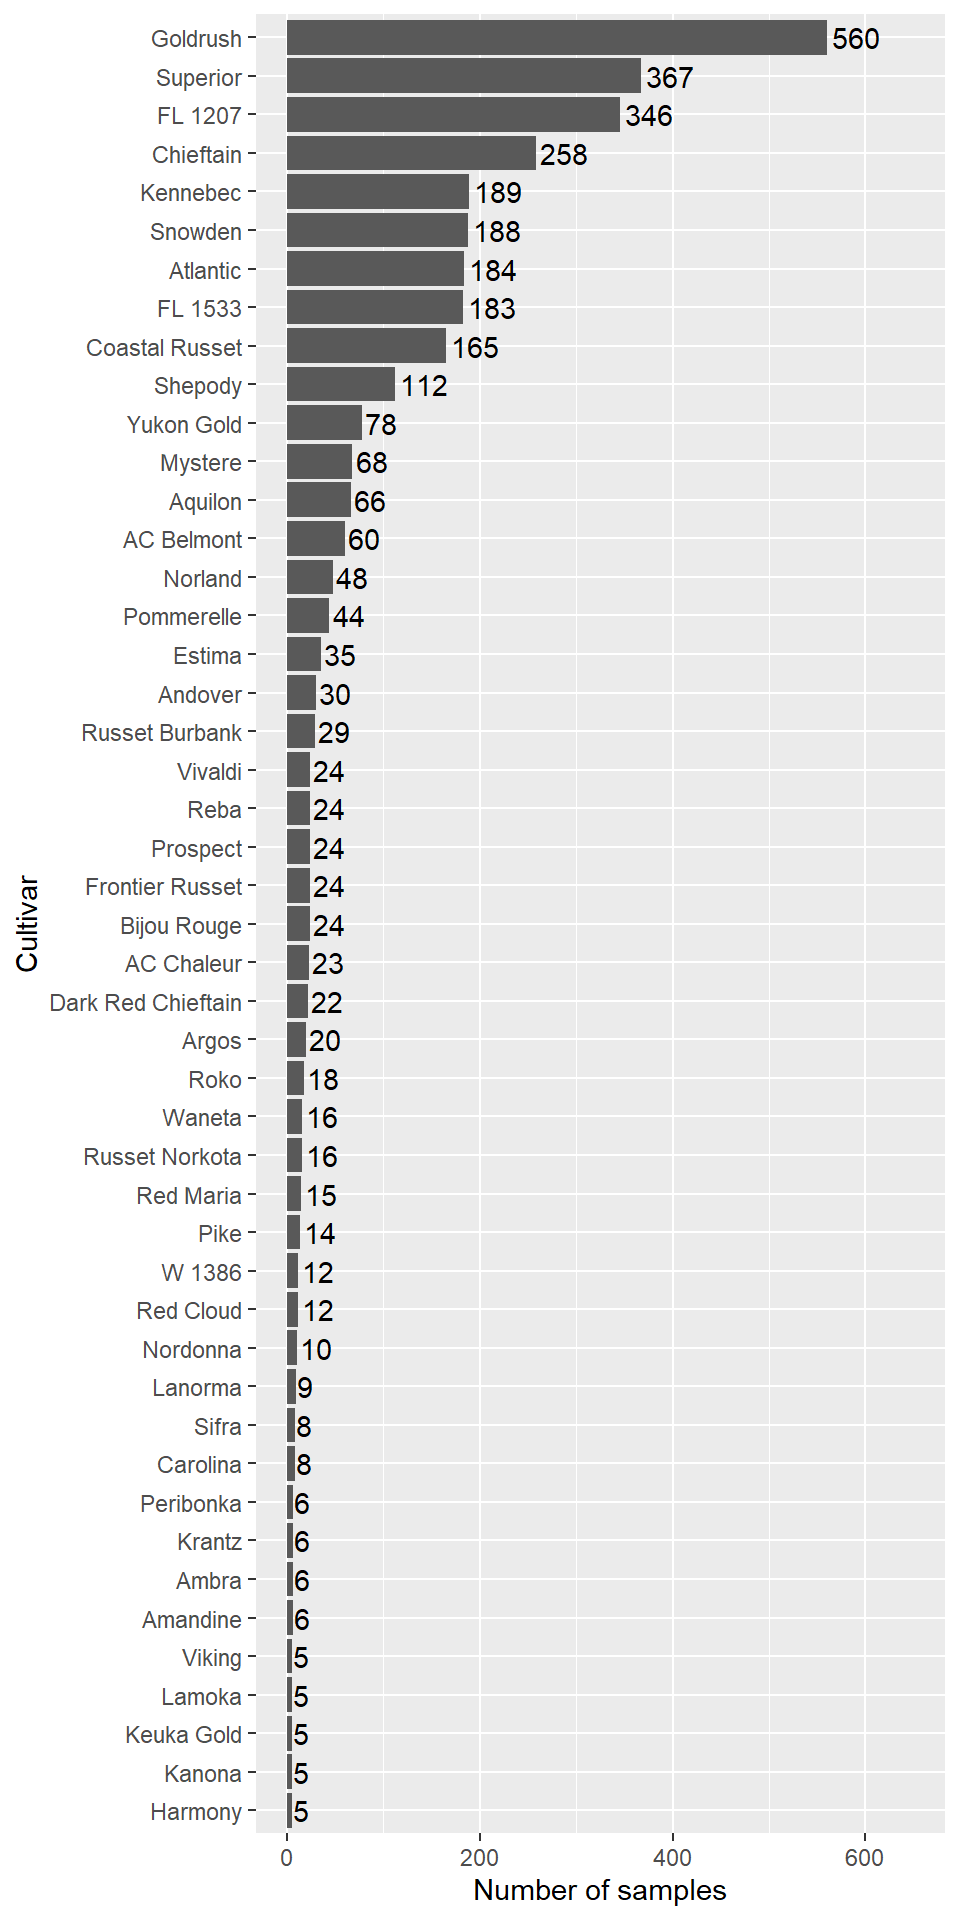 Goldrush 560
Superior 367
FL 1207 346
Chieftain 258
Kennebec 189
Snowden 188
Atlantic 184
FL 1533 183
Coastal Russet 165
Shepody 112
Yukon Gold 78
Mystere 68
Aquilon 66
AC Belmont 60
Norland 48
Pommerelle 44
Estima 35
Andover 30
Russet Burbank 29
Vivaldi 24
Reba 24
Prospect 24
Frontier Russet 24
Bijou Rouge 24
AC Chaleur 23
Dark Red Chieftain 22
Argos 20
Roko 18
Waneta 16
Russet Norkota 16
Red Maria 15
Pike 14
W 1386 12
Red Cloud 12
Nordonna 10
Lanorma 9
Sifra 8
Carolina 8
Peribonka 6
Krantz 6
Ambra 6
Amandine 6
Viking 5
Lamoka 5
Keuka Gold 5
Kanona 5
Harmony 5
Cultivar
0 200 400 600
Number of samples